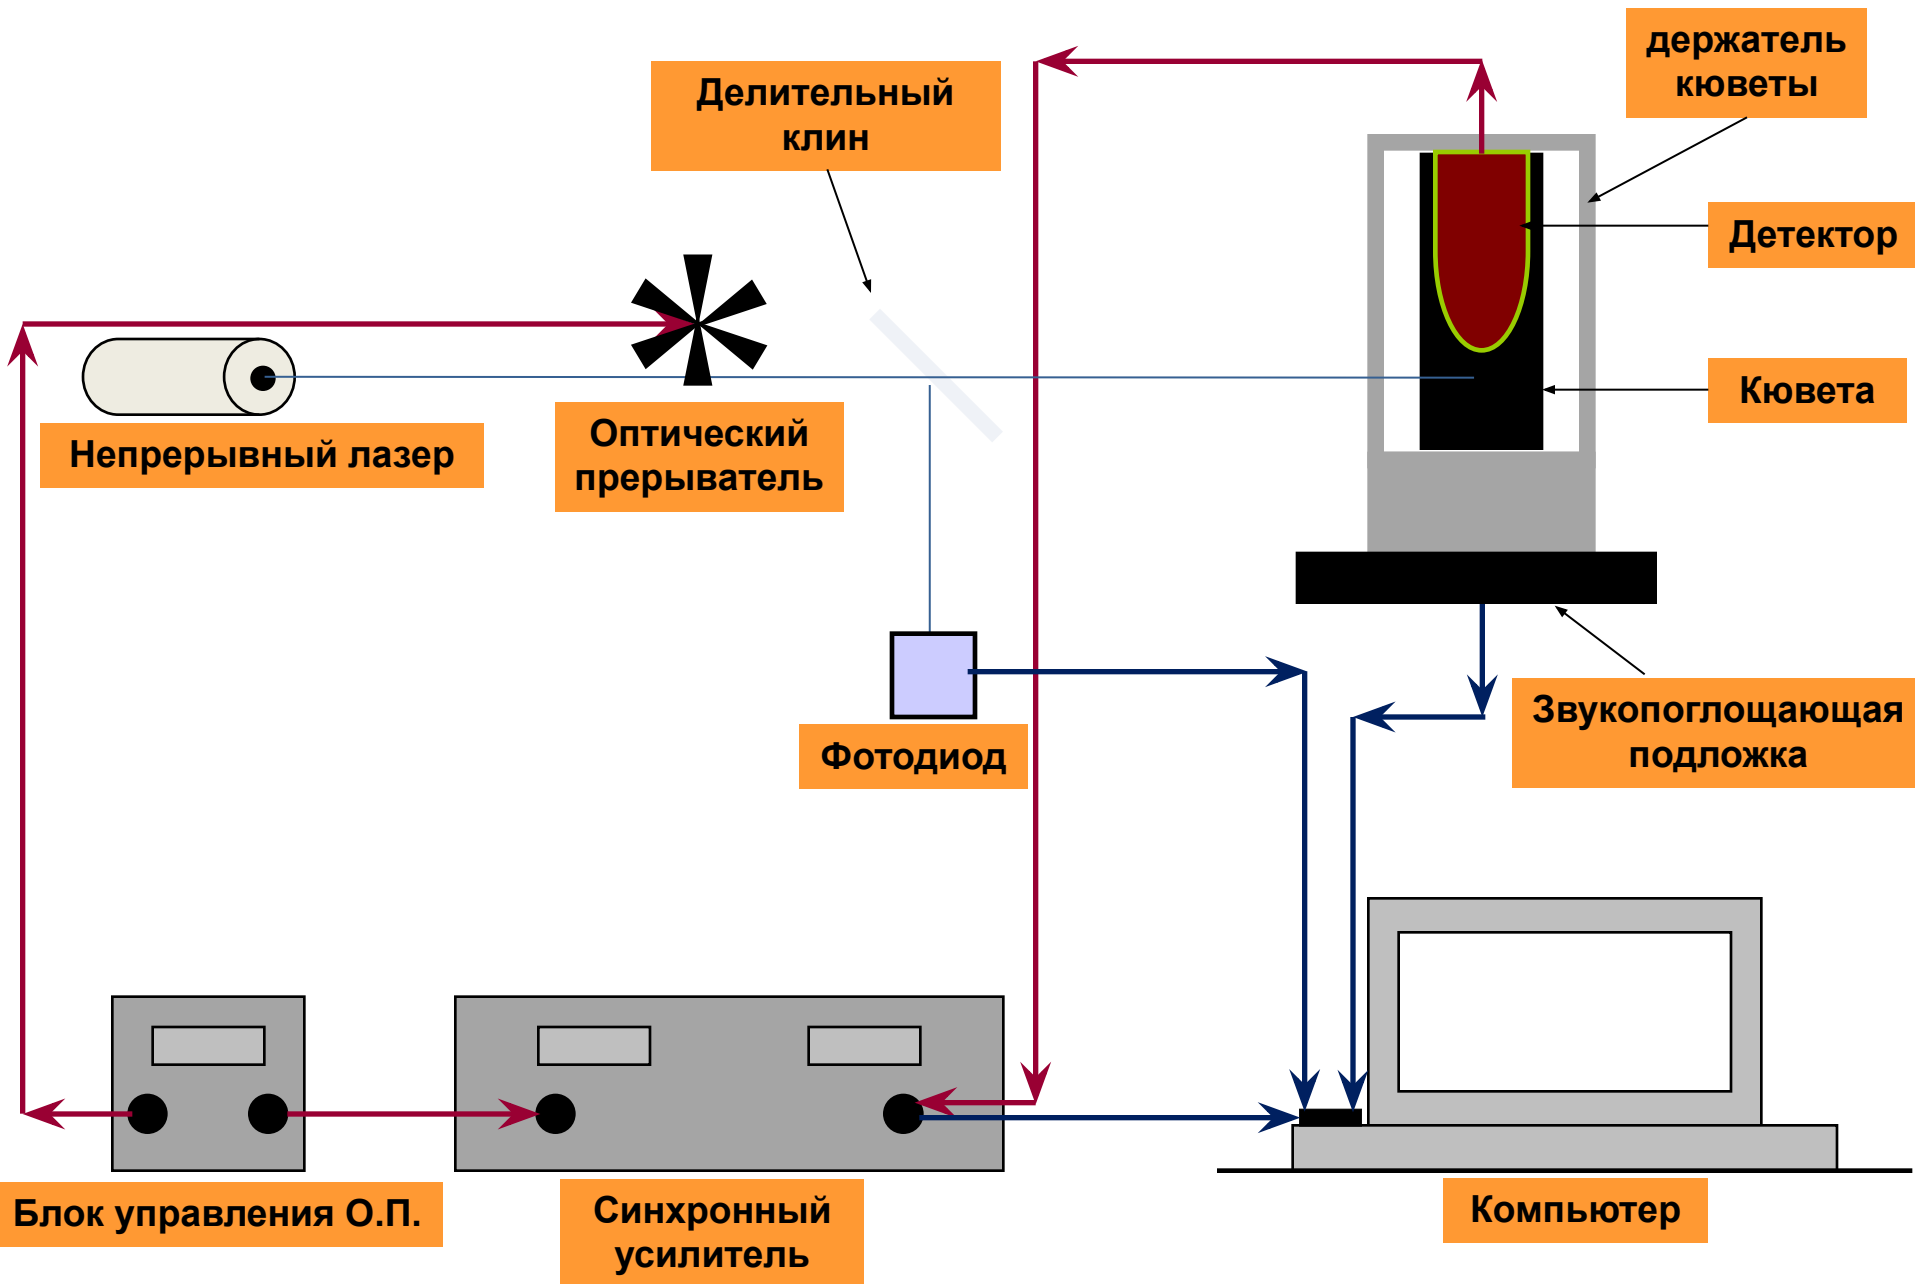 держатель
кюветы
Делительный
клин
Детектор
Кювета
Непрерывный лазер
Оптический
прерыватель
Звукопоглощающая
подложка
Фотодиод
Блок управления О.П.
Синхронный
усилитель
Компьютер